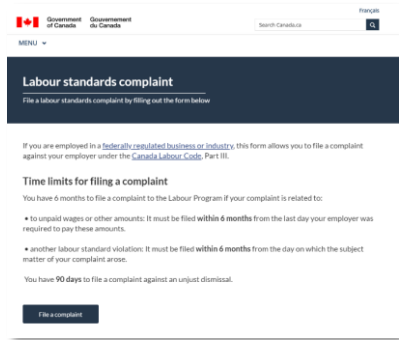 Français
Government of Canada
Gouvernement du Canada
Search Canada.ca
MENU
Labour standards complaint
File a labour standards complaint by filling out the form below
If you are employed in a federally regulated business or industry, this form allows you to file a complaint
against your employer under the Canada Labour Code, Part III.
Time limits for filing a complaint
You have 6 months to file a complaint to the Labour Program if your complaint is related to:
• to unpaid wages or other amounts: It must be filed within 6 months from the last day your employer was
required to pay these amounts.
• another labour standard violation: It must be filed within 6 months from the day on which the subject
matter of your complaint arose.
You have 90 days to file a complaint against an unjust dismissal.
File a complaint